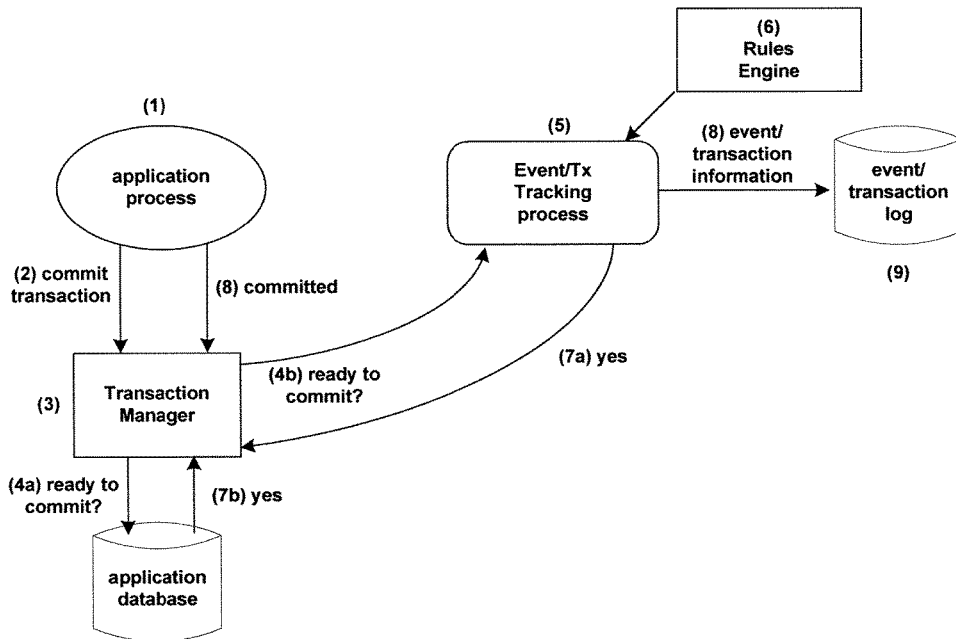 (6)
Rules
Engine
(1)
(5)
application
process
Event/Tx
Tracking
process
(8) event/
transaction
information
event/
transaction
log
(2) commit
transaction
(8) committed
(9)
(3)
Transaction
Manager
(4b) ready to
commit?
(7a) yes
(4a) ready to
commit?
(7b) yes
application
database